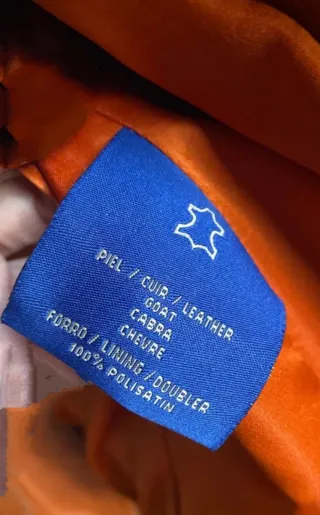 PIEL / CUIR / LEATHER
GOAT
CABRA
CHEVRE
FORRO / LINING / DOUBLER
100% POLISATIN